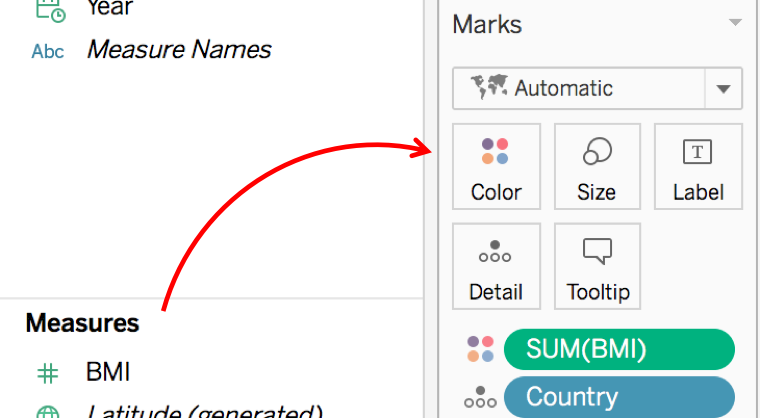 Year
Abc Measure Names
Measures
BMI
Latitude (generated)
Marks
Automatic
Color
Size
T
Label
Detail
Tooltip
SUM(BMI)
Country